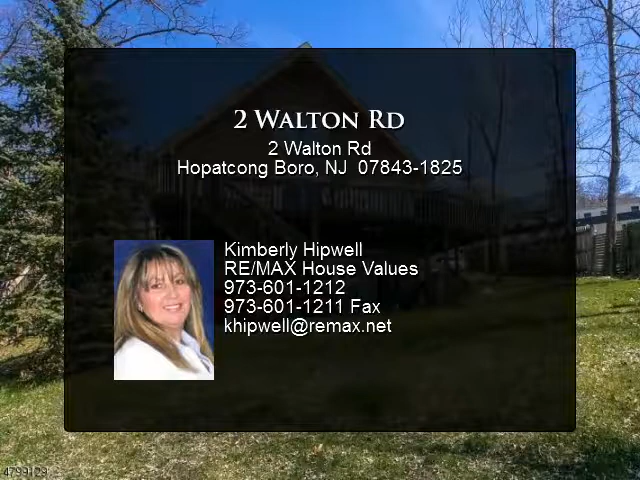 2 WALTON RD
2 Walton Rd
Hopatcong Boro, NJ 07843-1825
Kimberly Hipwell
RE/MAX House Values
973-601-1212
973-601-1211 Fax
khipwell@remax.net
4799129